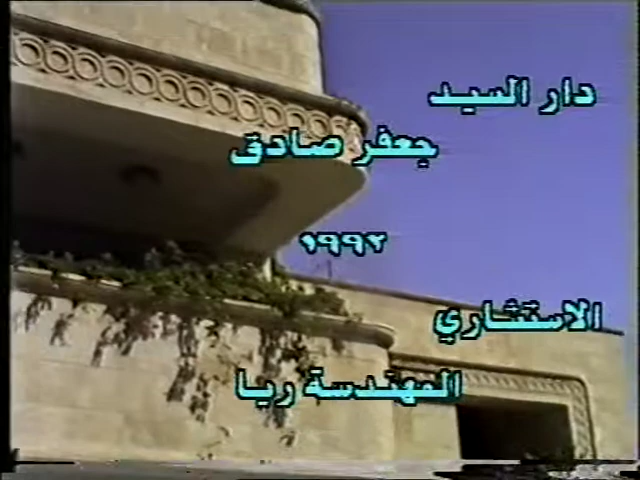 دار السيد
جعفر صادق
١٩٩٢
الاستشاري
المهندسة ريا